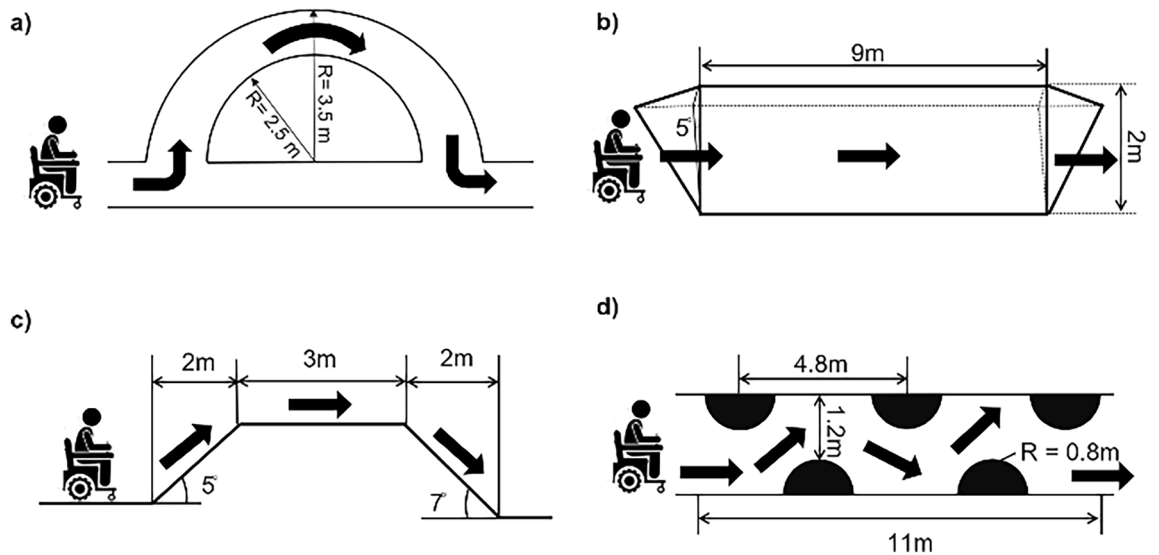 a)
R= 3.5 m
R= 2.5 m
b)
9m
5°
2m
c)
2m
3m
2m
5°
7°
d)
4.8m
1.2m
R = 0.8m
11m